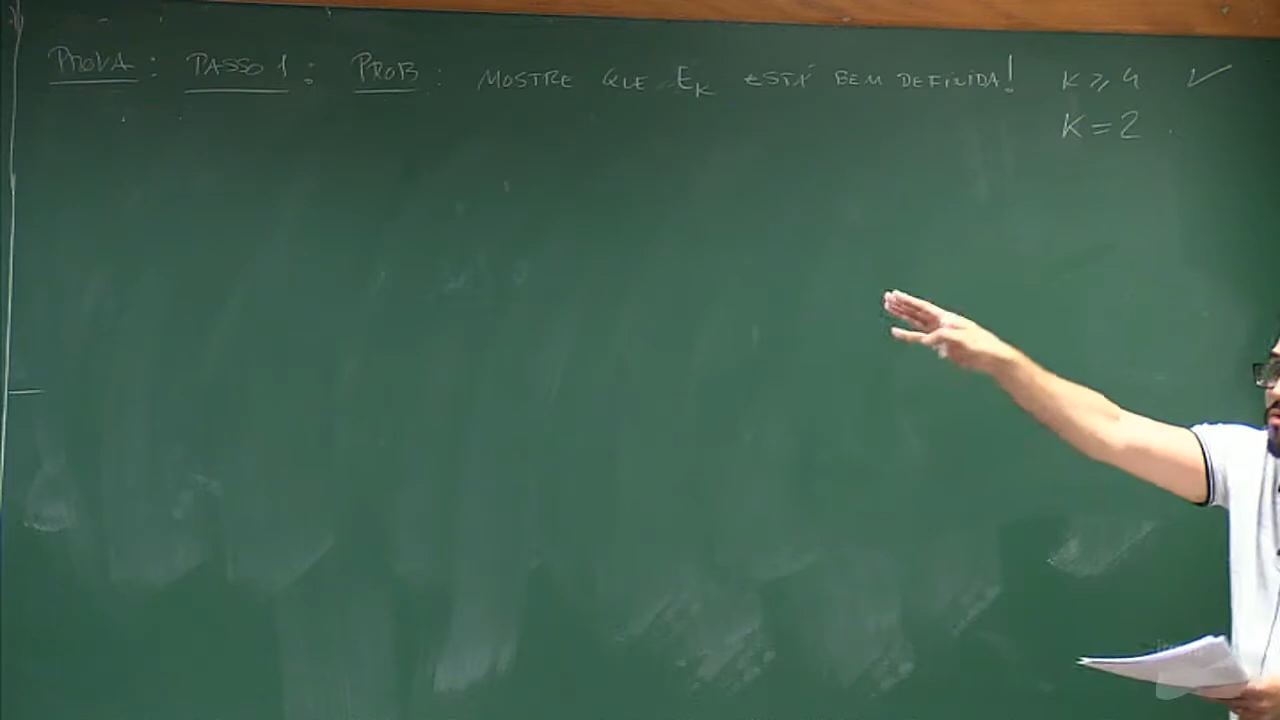 PROVA: PASSO 1: PROB: MOSTRE QUE E_K ESTÁ BEM DEFINIDA! K ⩾ 4 ✓
K = 2